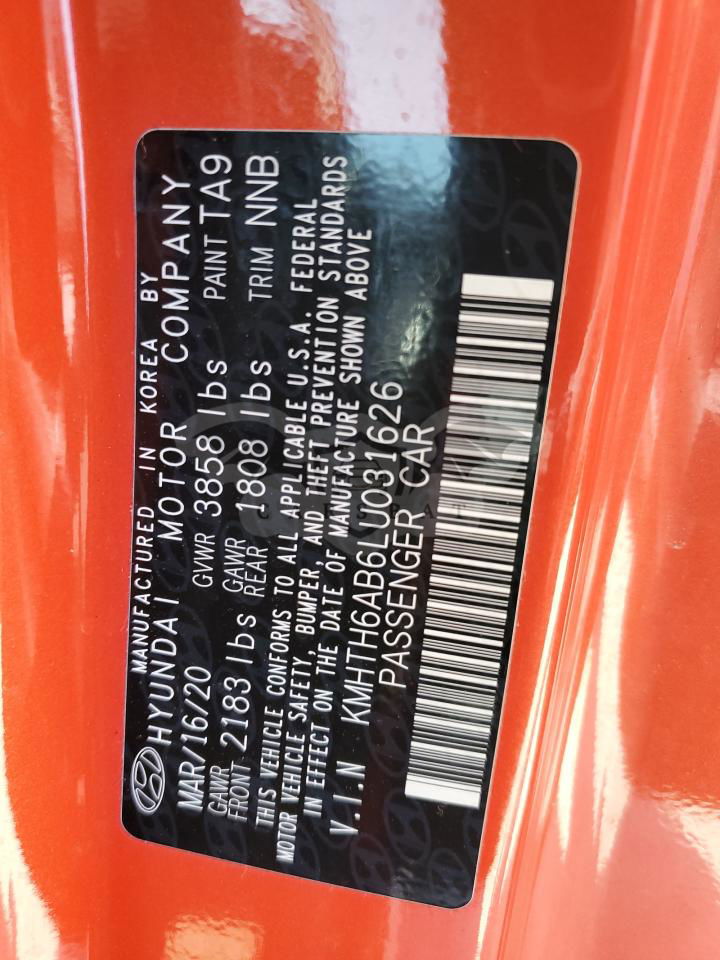 MANUFACTURED IN KOREA BY
HYUNDAI MOTOR COMPANY
MAR/16/20 GVWR 3858 lbs PAINT TA9
GAWR FRONT 2183 lbs GAWR REAR 1808 lbs TRIM NNB
THIS VEHICLE CONFORMS TO ALL APPLICABLE U.S.A. FEDERAL
MOTOR VEHICLE SAFETY, BUMPER, AND THEFT PREVENTION STANDARDS
IN EFFECT ON THE DATE OF MANUFACTURE SHOWN ABOVE
V.I.N KMHTH6AB6LU031626
PASSENGER CAR